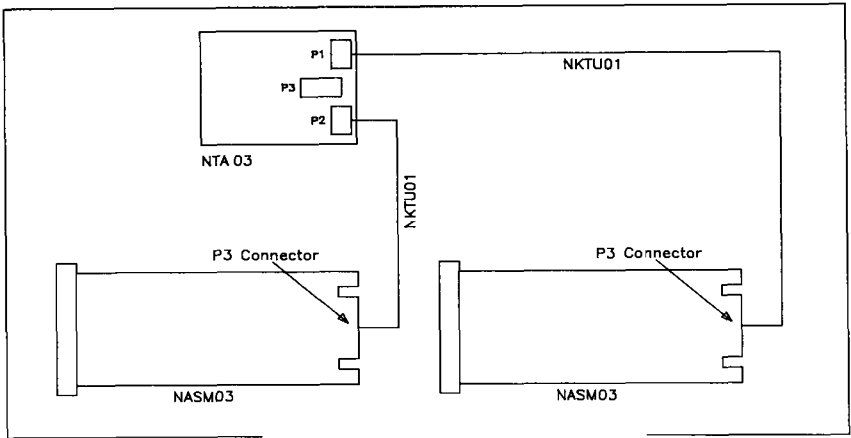 P1
NKTU01
P3
P2
NTA 03
NKTU01
P3 Connector
P3 Connector
NASM03
NASM03